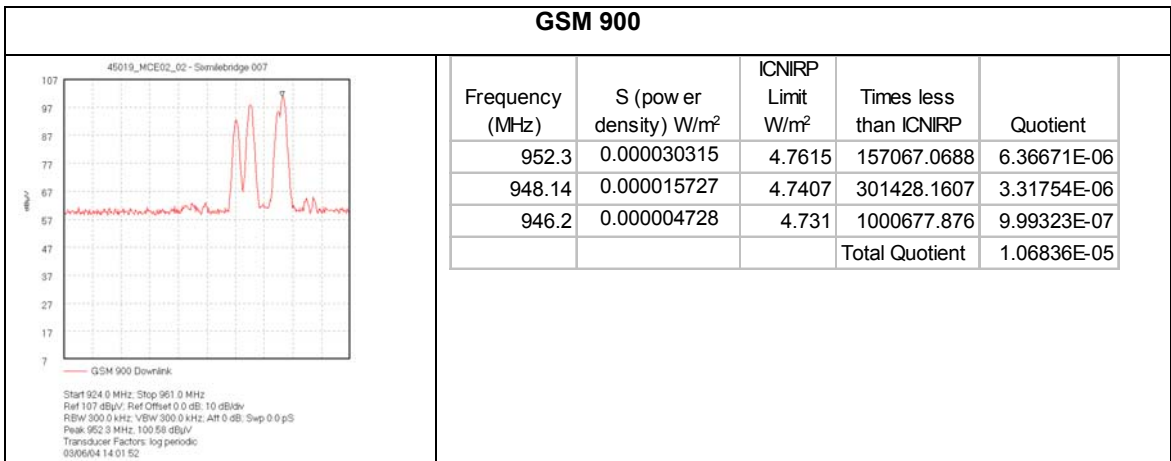 GSM 900
45019_MCE02_02 - Sixmilebridge 007
107
97
87
77
67
57
47
37
27
17
7
dBµV
GSM 900 Downlink
Start 924.0 MHz; Stop 961.0 MHz
Ref 107 dBµV; Ref Offset 0.0 dB; 10 dB/div
RBW 300.0 kHz; VBW 300.0 kHz; Att 0 dB; Swp 0.0 pS
Peak 952.3 MHz, 100.58 dBµV
Transducer Factors: log periodic
03/06/04 14:01:52
Frequency (MHz) S (pow er density) W/m² ICNIRP Limit W/m² Times less than ICNIRP Quotient
952.3 0.000030315 4.7615 157067.0688 6.36671E-06
948.14 0.000015727 4.7407 301428.1607 3.31754E-06
946.2 0.000004728 4.731 1000677.876 9.99323E-07
Total Quotient 1.06836E-05